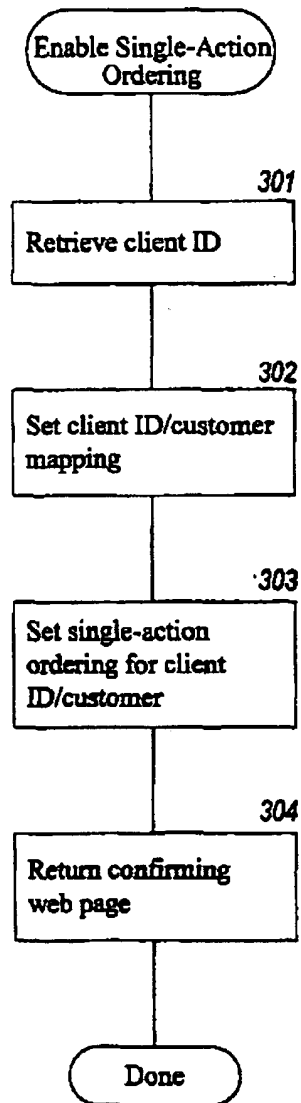 Enable Single-Action
Ordering
301
Retrieve client ID
302
Set client ID/customer
mapping
303
Set single-action
ordering for client
ID/customer
304
Return confirming
web page
Done